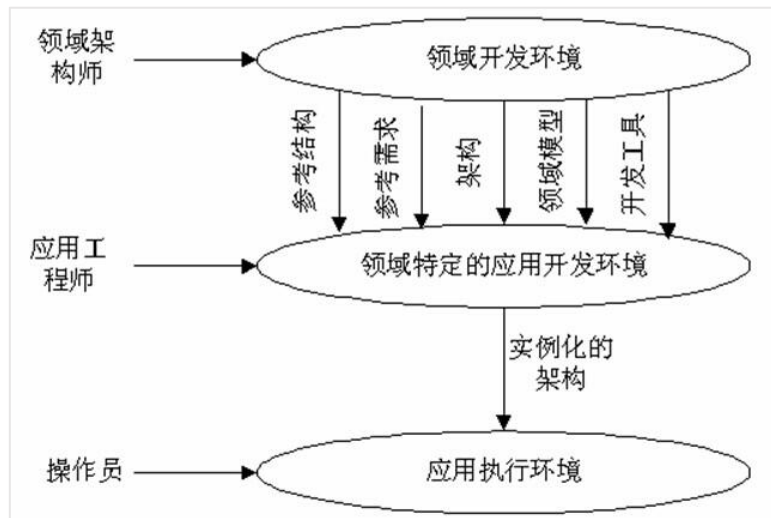 领域架
构师
领域开发环境
参考结构
参考需求
架构
领域模型
开发工具
应用工
程师
领域特定的应用开发环境
实例化的
架构
操作员
应用执行环境